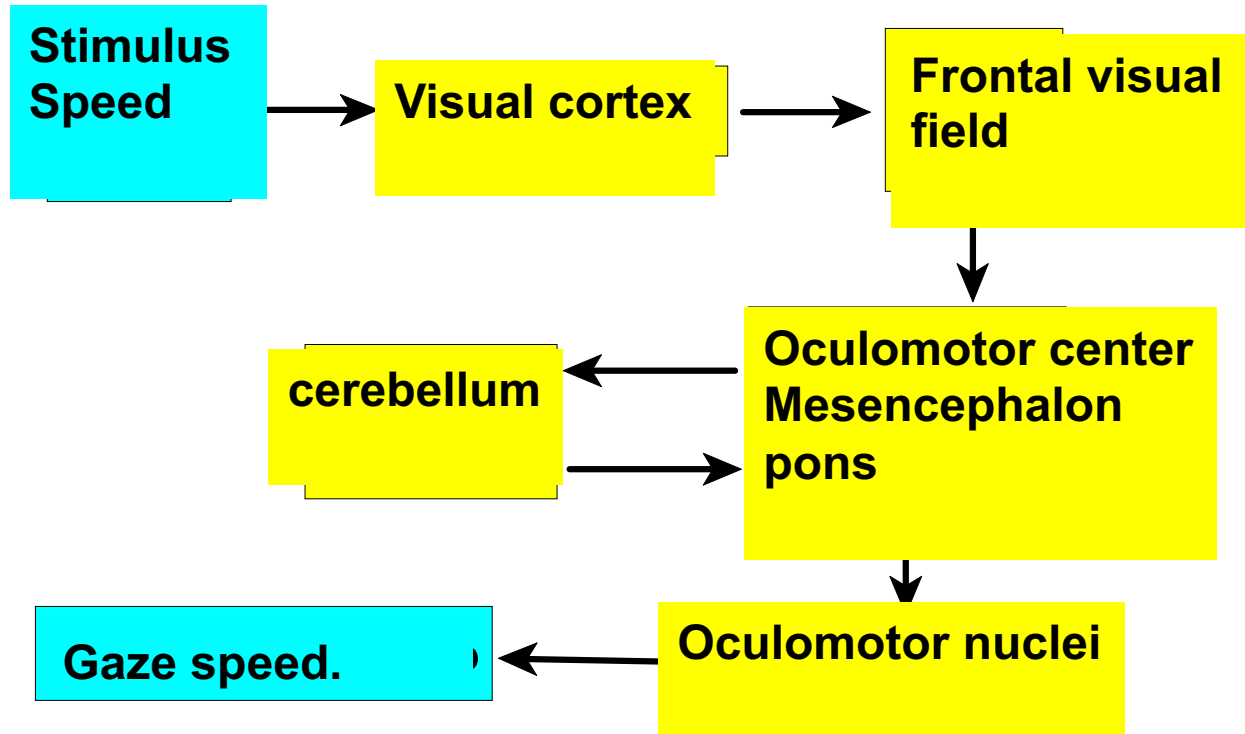 Stimulus
Speed
Visual cortex
Frontal visual
field
cerebellum
Oculomotor center
Mesencephalon
pons
Gaze speed.
Oculomotor nuclei